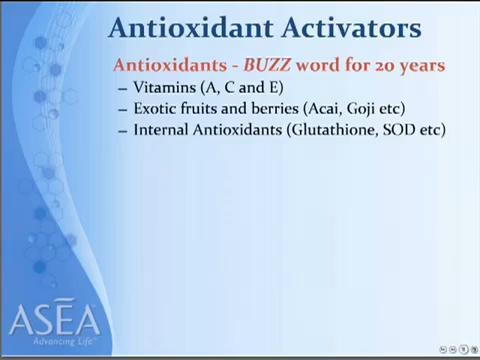 Antioxidant Activators
Antioxidants - BUZZ word for 20 years
– Vitamins (A, C and E)
– Exotic fruits and berries (Acai, Goji etc)
– Internal Antioxidants (Glutathione, SOD etc)
ASEA
Advancing Life™